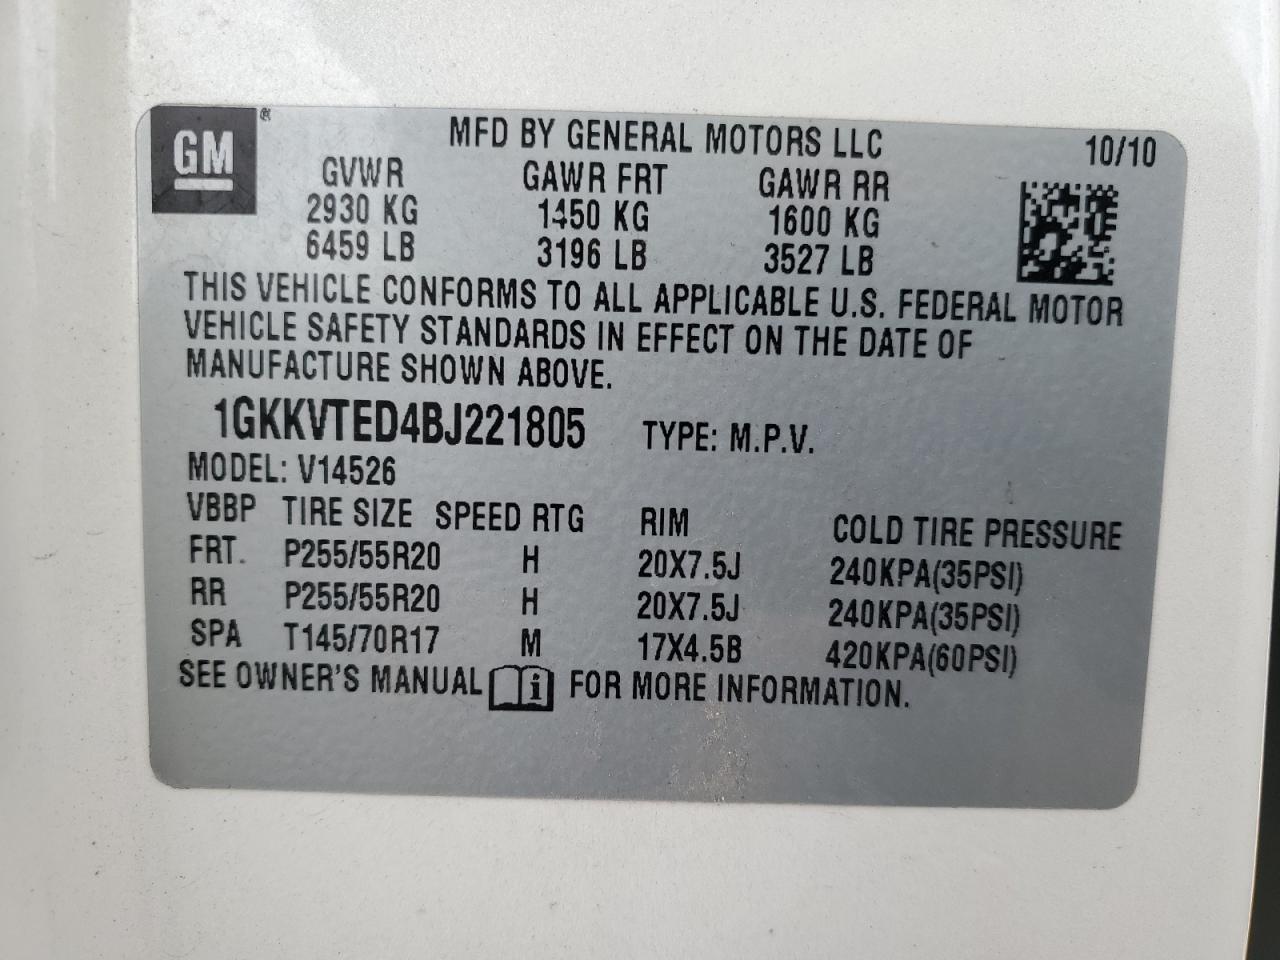 GM ® MFD BY GENERAL MOTORS LLC 10/10
GVWR GAWR FRT GAWR RR
2930 KG 1450 KG 1600 KG
6459 LB 3196 LB 3527 LB
THIS VEHICLE CONFORMS TO ALL APPLICABLE U.S. FEDERAL MOTOR
VEHICLE SAFETY STANDARDS IN EFFECT ON THE DATE OF
MANUFACTURE SHOWN ABOVE.
1GKKVTED4BJ221805 TYPE: M.P.V.
MODEL: V14526
VBBP TIRE SIZE SPEED RTG RIM COLD TIRE PRESSURE
FRT. P255/55R20 H 20X7.5J 240KPA(35PSI)
RR P255/55R20 H 20X7.5J 240KPA(35PSI)
SPA T145/70R17 M 17X4.5B 420KPA(60PSI)
SEE OWNER'S MANUAL i FOR MORE INFORMATION.